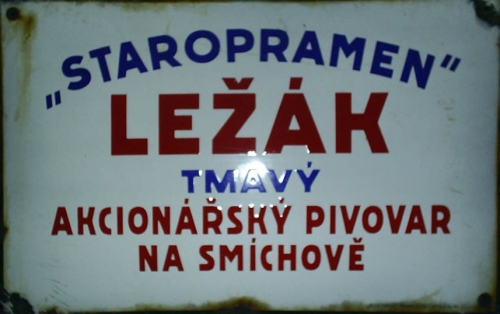 „STAROPRAMEN”
LEŽÁK
TMAVÝ
AKCIONÁŘSKÝ PIVOVAR
NA SMÍCHOVĚ